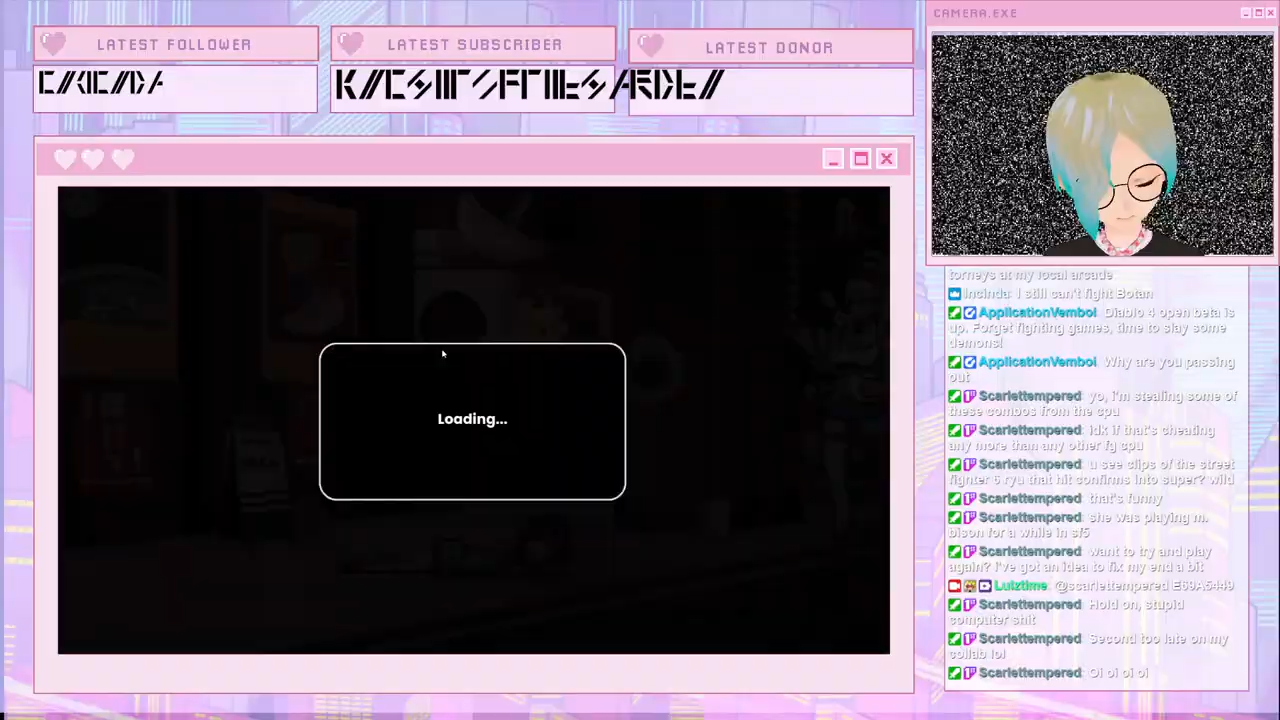 CAMERA.EXE
LATEST FOLLOWER
LATEST SUBSCRIBER
LATEST DONOR
Loading...
torneys at my local arcade
Incinda: I still can't fight Botan
ApplicationVembol: Diablo 4 open beta is
up. Forget fighting games, time to slay some
demons!
ApplicationVembol: Why are you passing
out
Scarlettempered: yo, i'm stealing some of
these combos from the cpu
Scarlettempered: idk if that's cheating
any more than any other fg cpu
Scarlettempered: u see clips of the street
fighter 6 ryu that hit confirms into super? wild
Scarlettempered: that's funny
Scarlettempered: she was playing m.
bison for a while in sf5
Scarlettempered: want to try and play
again? i've got an idea to fix my end a bit
Lulztime: @scarlettempered E69A5449
Scarlettempered: Hold on, stupid
computer shit
Scarlettempered: Second too late on my
collab lol
Scarlettempered: Oi oi oi oi